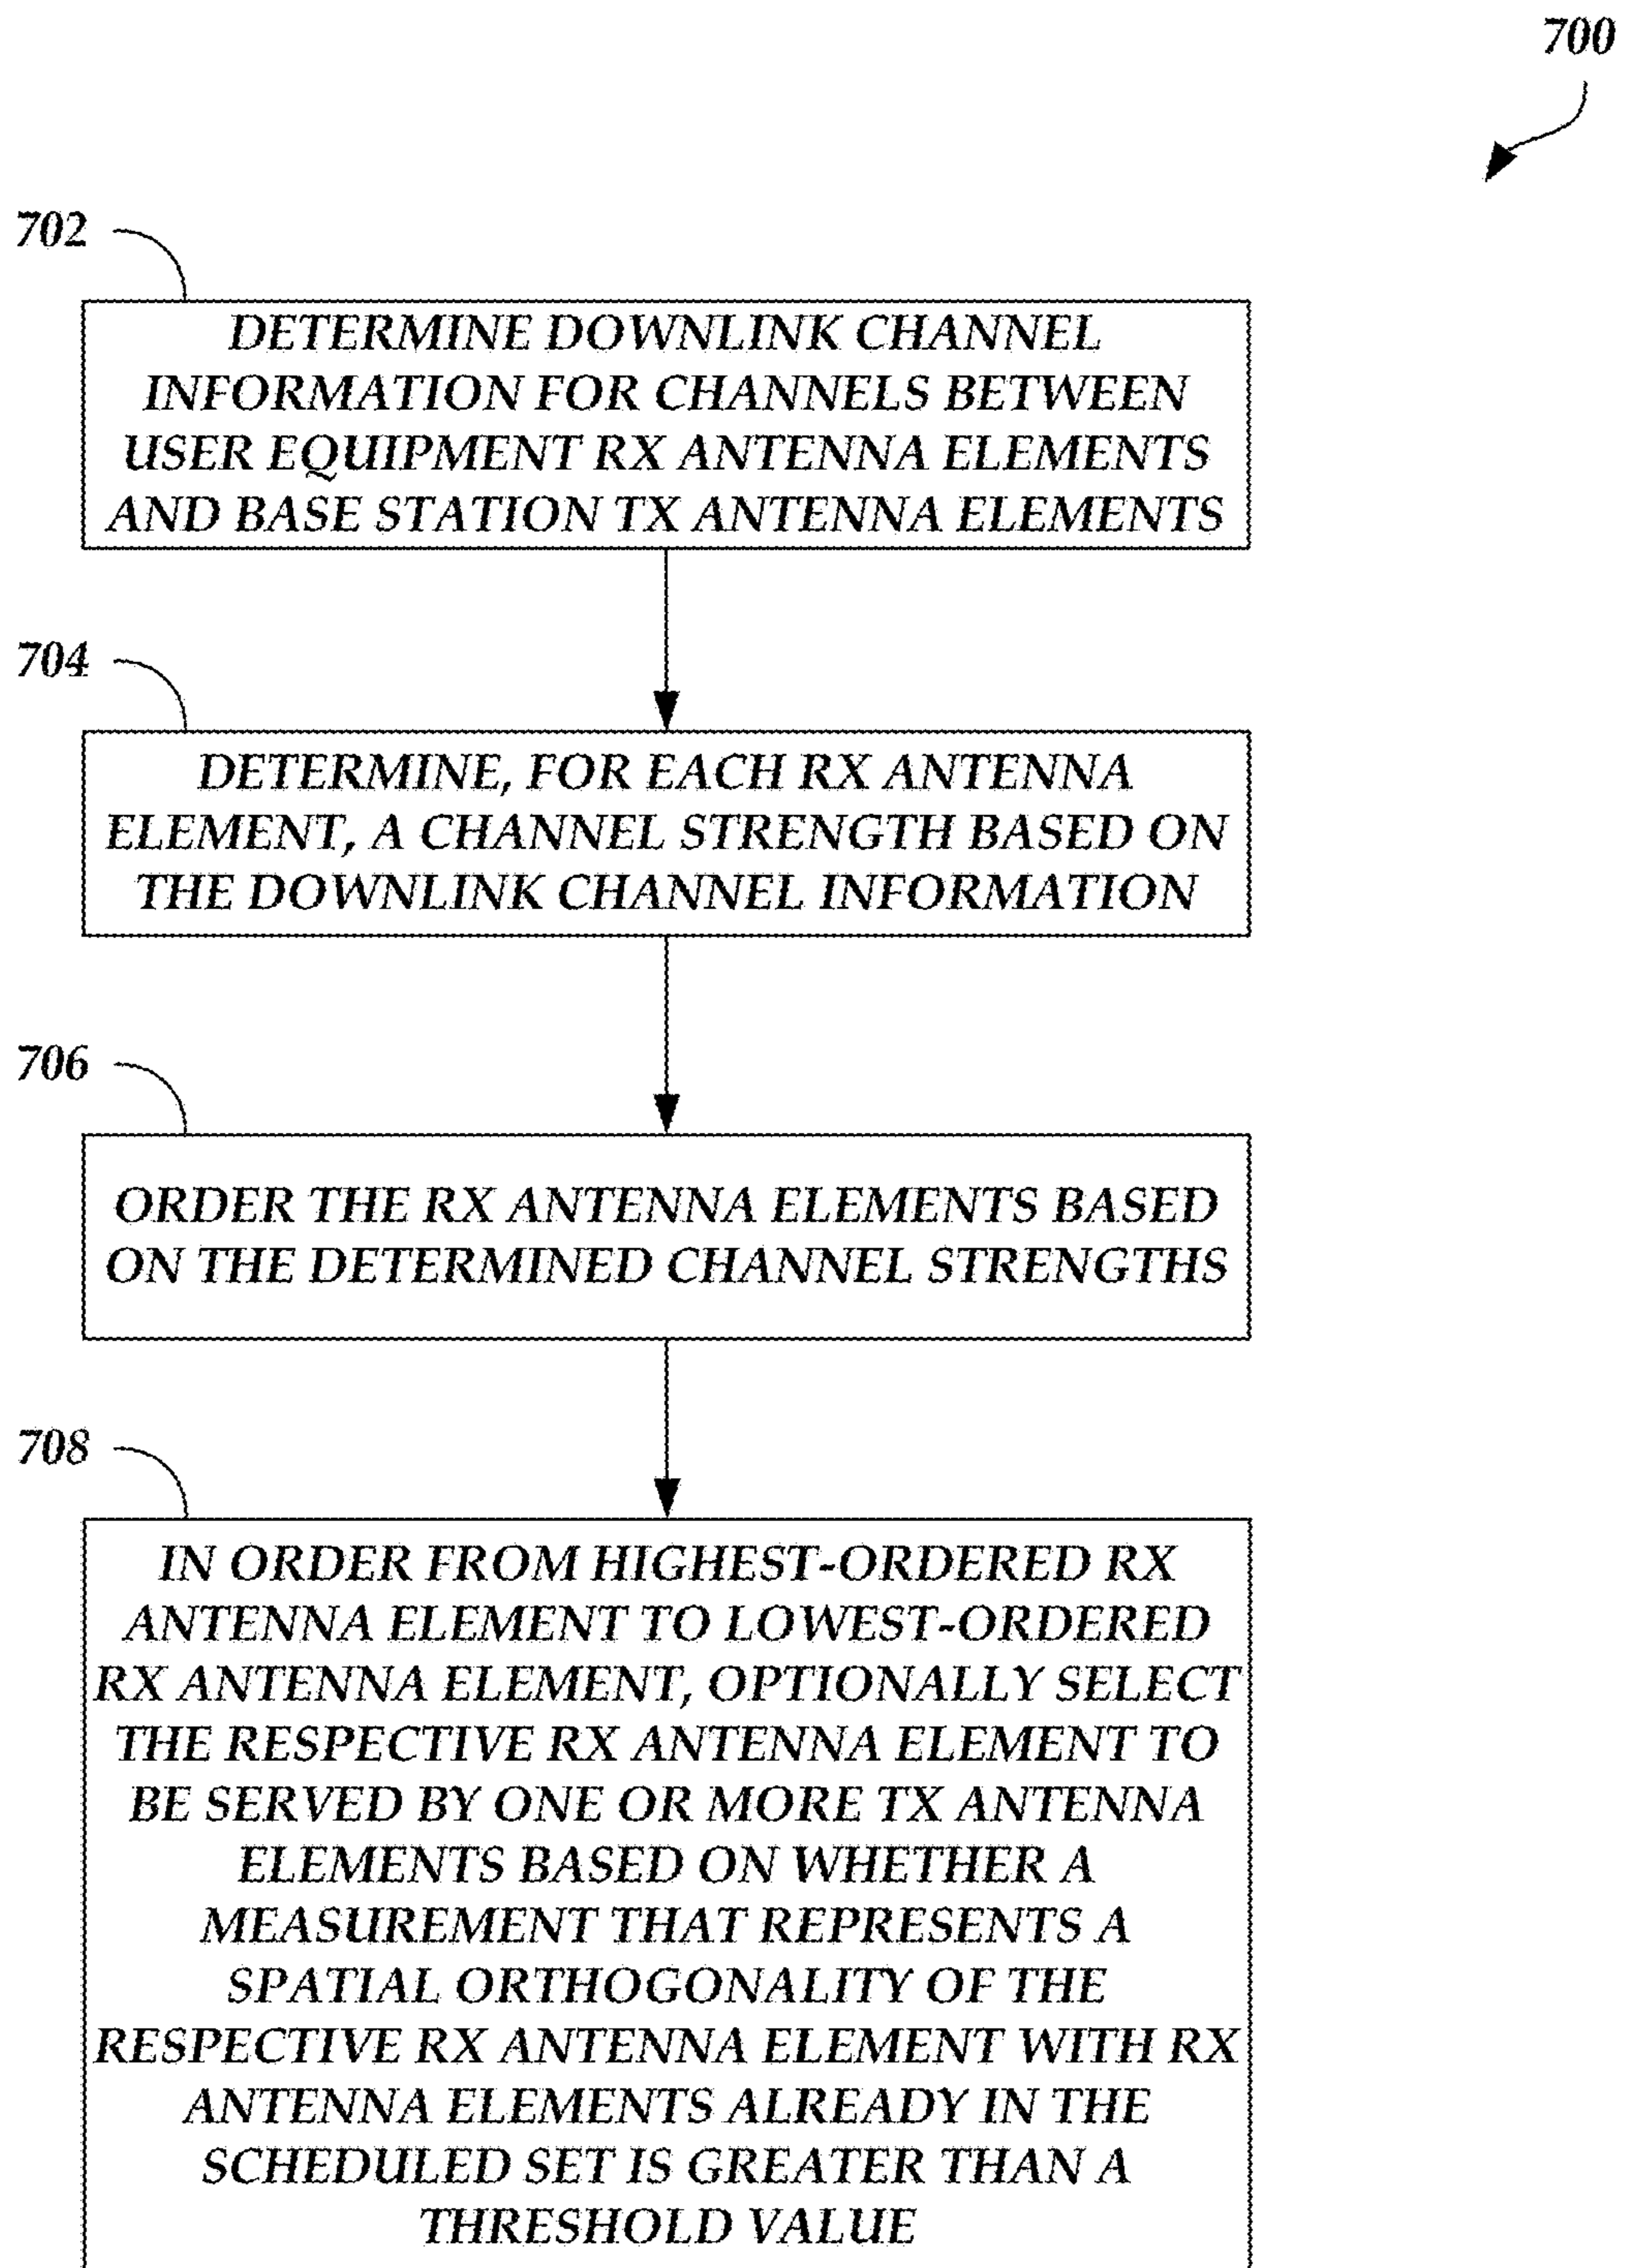 700
702
DETERMINE DOWNLINK CHANNEL
INFORMATION FOR CHANNELS BETWEEN
USER EQUIPMENT RX ANTENNA ELEMENTS
AND BASE STATION TX ANTENNA ELEMENTS
704
DETERMINE, FOR EACH RX ANTENNA
ELEMENT, A CHANNEL STRENGTH BASED ON
THE DOWNLINK CHANNEL INFORMATION
706
ORDER THE RX ANTENNA ELEMENTS BASED
ON THE DETERMINED CHANNEL STRENGTHS
708
IN ORDER FROM HIGHEST-ORDERED RX
ANTENNA ELEMENT TO LOWEST-ORDERED
RX ANTENNA ELEMENT, OPTIONALLY SELECT
THE RESPECTIVE RX ANTENNA ELEMENT TO
BE SERVED BY ONE OR MORE TX ANTENNA
ELEMENTS BASED ON WHETHER A
MEASUREMENT THAT REPRESENTS A
SPATIAL ORTHOGONALITY OF THE
RESPECTIVE RX ANTENNA ELEMENT WITH RX
ANTENNA ELEMENTS ALREADY IN THE
SCHEDULED SET IS GREATER THAN A
THRESHOLD VALUE